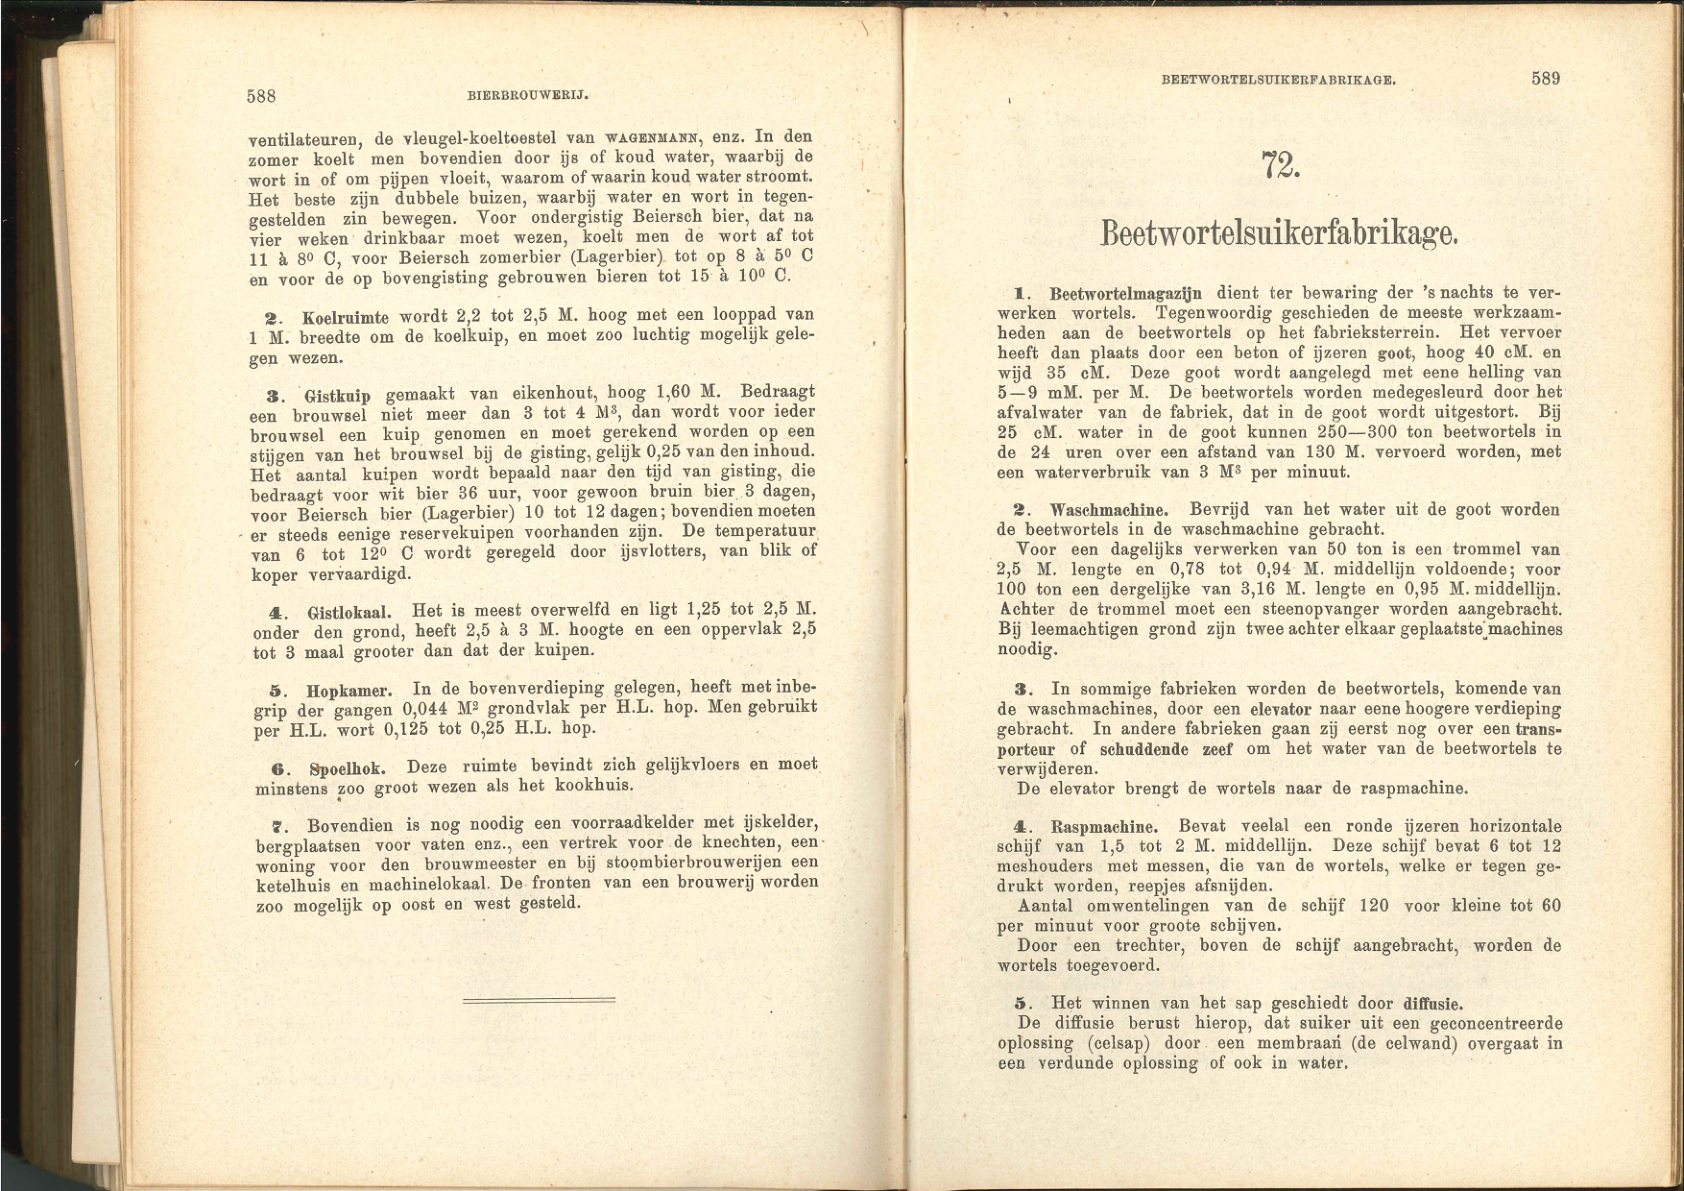 588
BIERBROUWERIJ.
ventilateuren, de vleugel-koeltoestel van WAGENMANN, enz. In den
zomer koelt men bovendien door ijs of koud water, waarbij de
wort in of om pijpen vloeit, waarom of waarin koud water stroomt.
Het beste zijn dubbele buizen, waarbij water en wort in tegen-
gestelden zin bewegen. Voor ondergistig Beiersch bier, dat na
vier weken drinkbaar moet wezen, koelt men de wort af tot
11 à 8⁰ C, voor Beiersch zomerbier (Lagerbier) tot op 8 à 5⁰ C
en voor de op bovengisting gebrouwen bieren tot 15 à 10⁰ C.
2. Koelruimte wordt 2,2 tot 2,5 M. hoog met een looppad van
1 M. breedte om de koelkuip, en moet zoo luchtig mogelijk gele-
gen wezen.
3. Gistkuip gemaakt van eikenhout, hoog 1,60 M. Bedraagt
een brouwsel niet meer dan 3 tot 4 M³, dan wordt voor ieder
brouwsel een kuip genomen en moet gerekend worden op een
stijgen van het brouwsel bij de gisting, gelijk 0,25 van den inhoud.
Het aantal kuipen wordt bepaald naar den tijd van gisting, die
bedraagt voor wit bier 36 uur, voor gewoon bruin bier 3 dagen,
voor Beiersch bier (Lagerbier) 10 tot 12 dagen; bovendien moeten
er steeds eenige reservekuipen voorhanden zijn. De temperatuur
van 6 tot 12⁰ C wordt geregeld door ijsvlotters, van blik of
koper vervaardigd.
4. Gistlokaal. Het is meest overwelfd en ligt 1,25 tot 2,5 M.
onder den grond, heeft 2,5 à 3 M. hoogte en een oppervlak 2,5
tot 3 maal grooter dan dat der kuipen.
5. Hopkamer. In de bovenverdieping gelegen, heeft met inbe-
grip der gangen 0,044 M² grondvlak per H.L. hop. Men gebruikt
per H.L. wort 0,125 tot 0,25 H.L. hop.
6. Spoelhok. Deze ruimte bevindt zich gelijkvloers en moet
minstens zoo groot wezen als het kookhuis.
7. Bovendien is nog noodig een voorraadkelder met ijskelder,
bergplaatsen voor vaten enz., een vertrek voor de knechten, een
woning voor den brouwmeester en bij stoombierbrouwerijen een
ketelhuis en machinelokaal. De fronten van een brouwerij worden
zoo mogelijk op oost en west gesteld.
BEETWORTELSUIKERFABRIKAGE.
589
72.
Beetwortelsuikerfabrikage.
1. Beetwortelmagazijn dient ter bewaring der 's nachts te ver-
werken wortels. Tegenwoordig geschieden de meeste werkzaam-
heden aan de beetwortels op het fabrieksterrein. Het vervoer
heeft dan plaats door een beton of ijzeren goot, hoog 40 cM. en
wijd 35 cM. Deze goot wordt aangelegd met eene helling van
5—9 mM. per M. De beetwortels worden medegesleurd door het
afvalwater van de fabriek, dat in de goot wordt uitgestort. Bij
25 cM. water in de goot kunnen 250—300 ton beetwortels in
de 24 uren over een afstand van 130 M. vervoerd worden, met
een waterverbruik van 3 M³ per minuut.
2. Waschmachine. Bevrijd van het water uit de goot worden
de beetwortels in de waschmachine gebracht.
Voor een dagelijks verwerken van 50 ton is een trommel van
2,5 M. lengte en 0,78 tot 0,94 M. middellijn voldoende; voor
100 ton een dergelijke van 3,16 M. lengte en 0,95 M. middellijn.
Achter de trommel moet een steenopvanger worden aangebracht.
Bij leemachtigen grond zijn twee achter elkaar geplaatste machines
noodig.
3. In sommige fabrieken worden de beetwortels, komende van
de waschmachines, door een elevator naar eene hoogere verdieping
gebracht. In andere fabrieken gaan zij eerst nog over een trans-
porteur of schuddende zeef om het water van de beetwortels te
verwijderen.
De elevator brengt de wortels naar de raspmachine.
4. Raspmachine. Bevat veelal een ronde ijzeren horizontale
schijf van 1,5 tot 2 M. middellijn. Deze schijf bevat 6 tot 12
meshouders met messen, die van de wortels, welke er tegen ge-
drukt worden, reepjes afsnijden.
Aantal omwentelingen van de schijf 120 voor kleine tot 60
per minuut voor groote schijven.
Door een trechter, boven de schijf aangebracht, worden de
wortels toegevoerd.
5. Het winnen van het sap geschiedt door diffusie.
De diffusie berust hierop, dat suiker uit een geconcentreerde
oplossing (celsap) door een membraan (de celwand) overgaat in
een verdunde oplossing of ook in water.